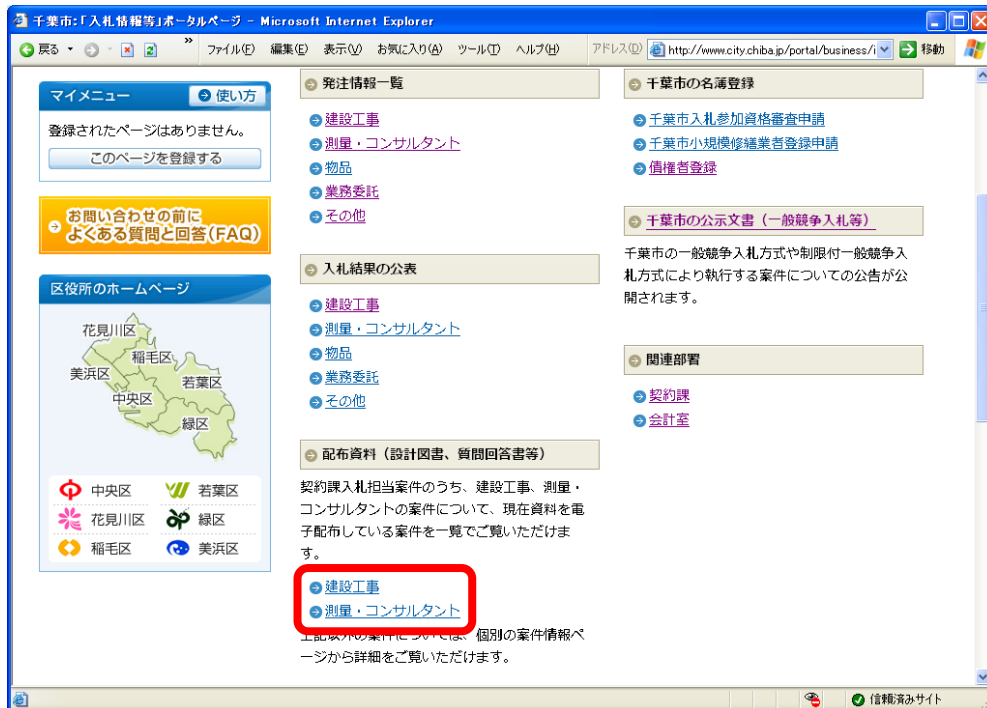 千葉市:「入札情報等」ポータルページ - Microsoft Internet Explorer
戻る ファイル(F) 編集(E) 表示(V) お気に入り(A) ツール(T) ヘルプ(H) アドレス(D) http://www.city.chiba.jp/portal/business/i 移動
マイメニュー 使い方
登録されたページはありません。
このページを登録する
お問い合わせの前に
よくある質問と回答(FAQ)
区役所のホームページ
花見川区
稲毛区
美浜区
若葉区
中央区
緑区
中央区 若葉区
花見川区 緑区
稲毛区 美浜区
発注情報一覧
建設工事
測量・コンサルタント
物品
業務委託
その他
入札結果の公表
建設工事
測量・コンサルタント
物品
業務委託
その他
配布資料（設計図書、質問回答書等）
契約課入札担当案件のうち、建設工事、測量・
コンサルタントの案件について、現在資料を電
子配布している案件を一覧でご覧いただけま
す。
建設工事
測量・コンサルタント
上記以外の案件については、個別の案件情報ペ
ージから詳細をご覧いただけます。
千葉市の名簿登録
千葉市入札参加資格審査申請
千葉市小規模修繕業者登録申請
債権者登録
千葉市の公示文書（一般競争入札等）
千葉市の一般競争入札方式や制限付一般競争入
札方式により執行する案件についての公告が公
開されます。
関連部署
契約課
会計室
信頼済みサイト